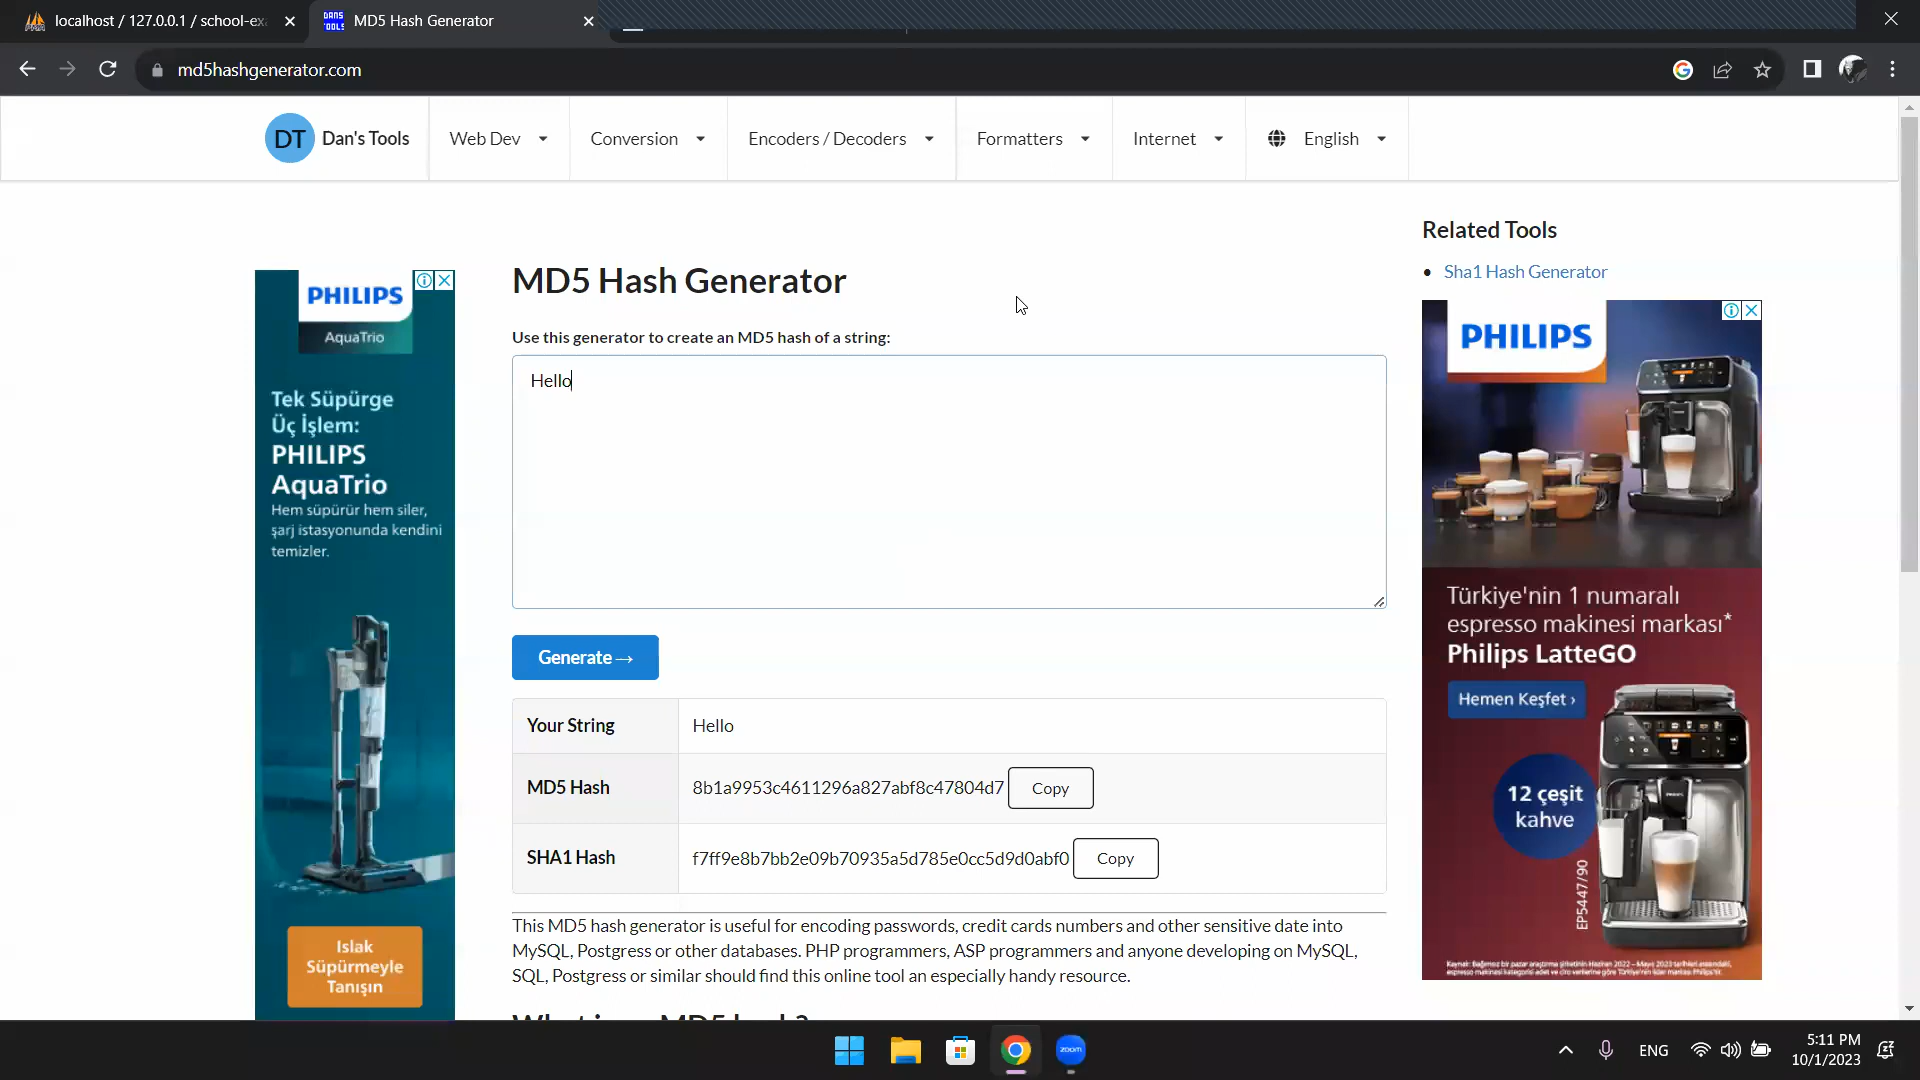 localhost / 127.0.0.1 / school-exa
MD5 Hash Generator
md5hashgenerator.com
DT Dan's Tools
Web Dev
Conversion
Encoders / Decoders
Formatters
Internet
English
Related Tools
Sha1 Hash Generator
MD5 Hash Generator
Use this generator to create an MD5 hash of a string:
Hello
Generate →
Your String Hello
MD5 Hash 8b1a9953c4611296a827abf8c47804d7 Copy
SHA1 Hash f7ff9e8b7bb2e09b70935a5d785e0cc5d9d0abf0 Copy
This MD5 hash generator is useful for encoding passwords, credit cards numbers and other sensitive date into
MySQL, Postgress or other databases. PHP programmers, ASP programmers and anyone developing on MySQL,
SQL, Postgress or similar should find this online tool an especially handy resource.
PHILIPS
AquaTrio
Tek Süpürge
Üç İşlem:
PHILIPS
AquaTrio
Hem süpürür hem siler,
şarj istasyonunda kendini
temizler.
Islak
Süpürmeyle
Tanışın
PHILIPS
Türkiye'nin 1 numaralı
espresso makinesi markası*
Philips LatteGO
Hemen Keşfet ›
12 çeşit
kahve
EP5447/90
zoom
ENG
5:11 PM
10/1/2023